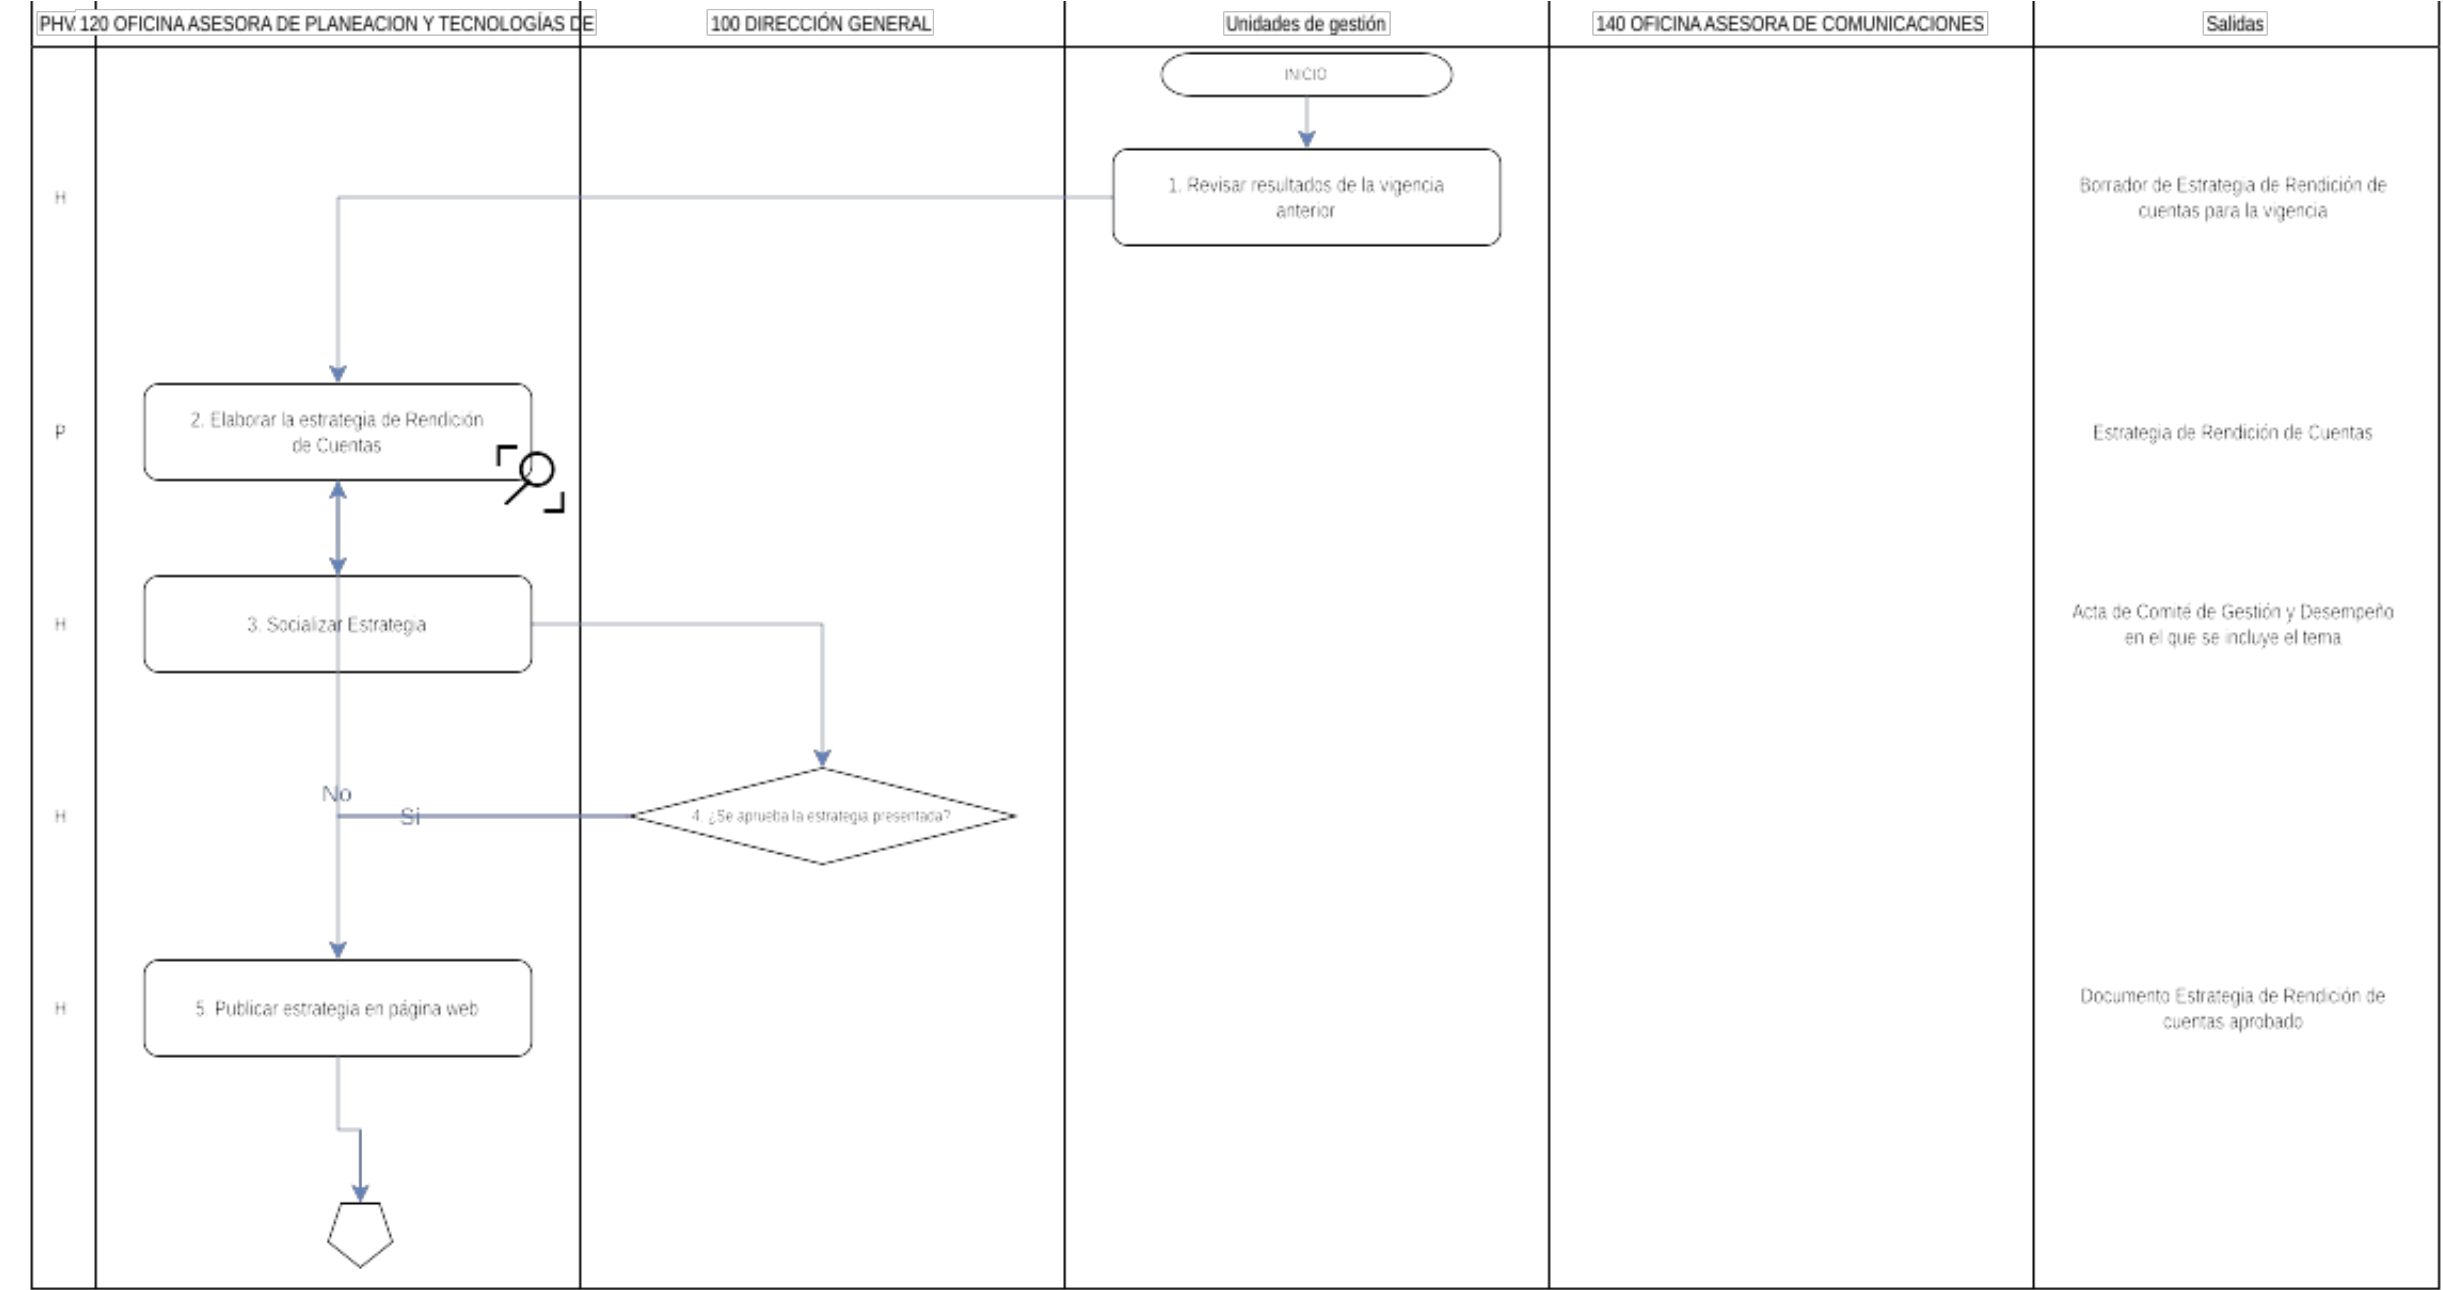 PHV 120 OFICINA ASESORA DE PLANEACION Y TECNOLOGÍAS DE
100 DIRECCIÓN GENERAL
Unidades de gestión
140 OFICINA ASESORA DE COMUNICACIONES
Salidas
INICIO
H
1. Revisar resultados de la vigencia
anterior
Borrador de Estrategia de Rendición de
cuentas para la vigencia
P
2. Elaborar la estrategia de Rendición
de Cuentas
Estrategia de Rendición de Cuentas
H
3. Socializar Estrategia
Acta de Comité de Gestión y Desempeño
en el que se incluye el tema
No
H
Si
4. ¿Se aprueba la estrategia presentada?
H
5. Publicar estrategia en página web
Documento Estrategia de Rendición de
cuentas aprobado